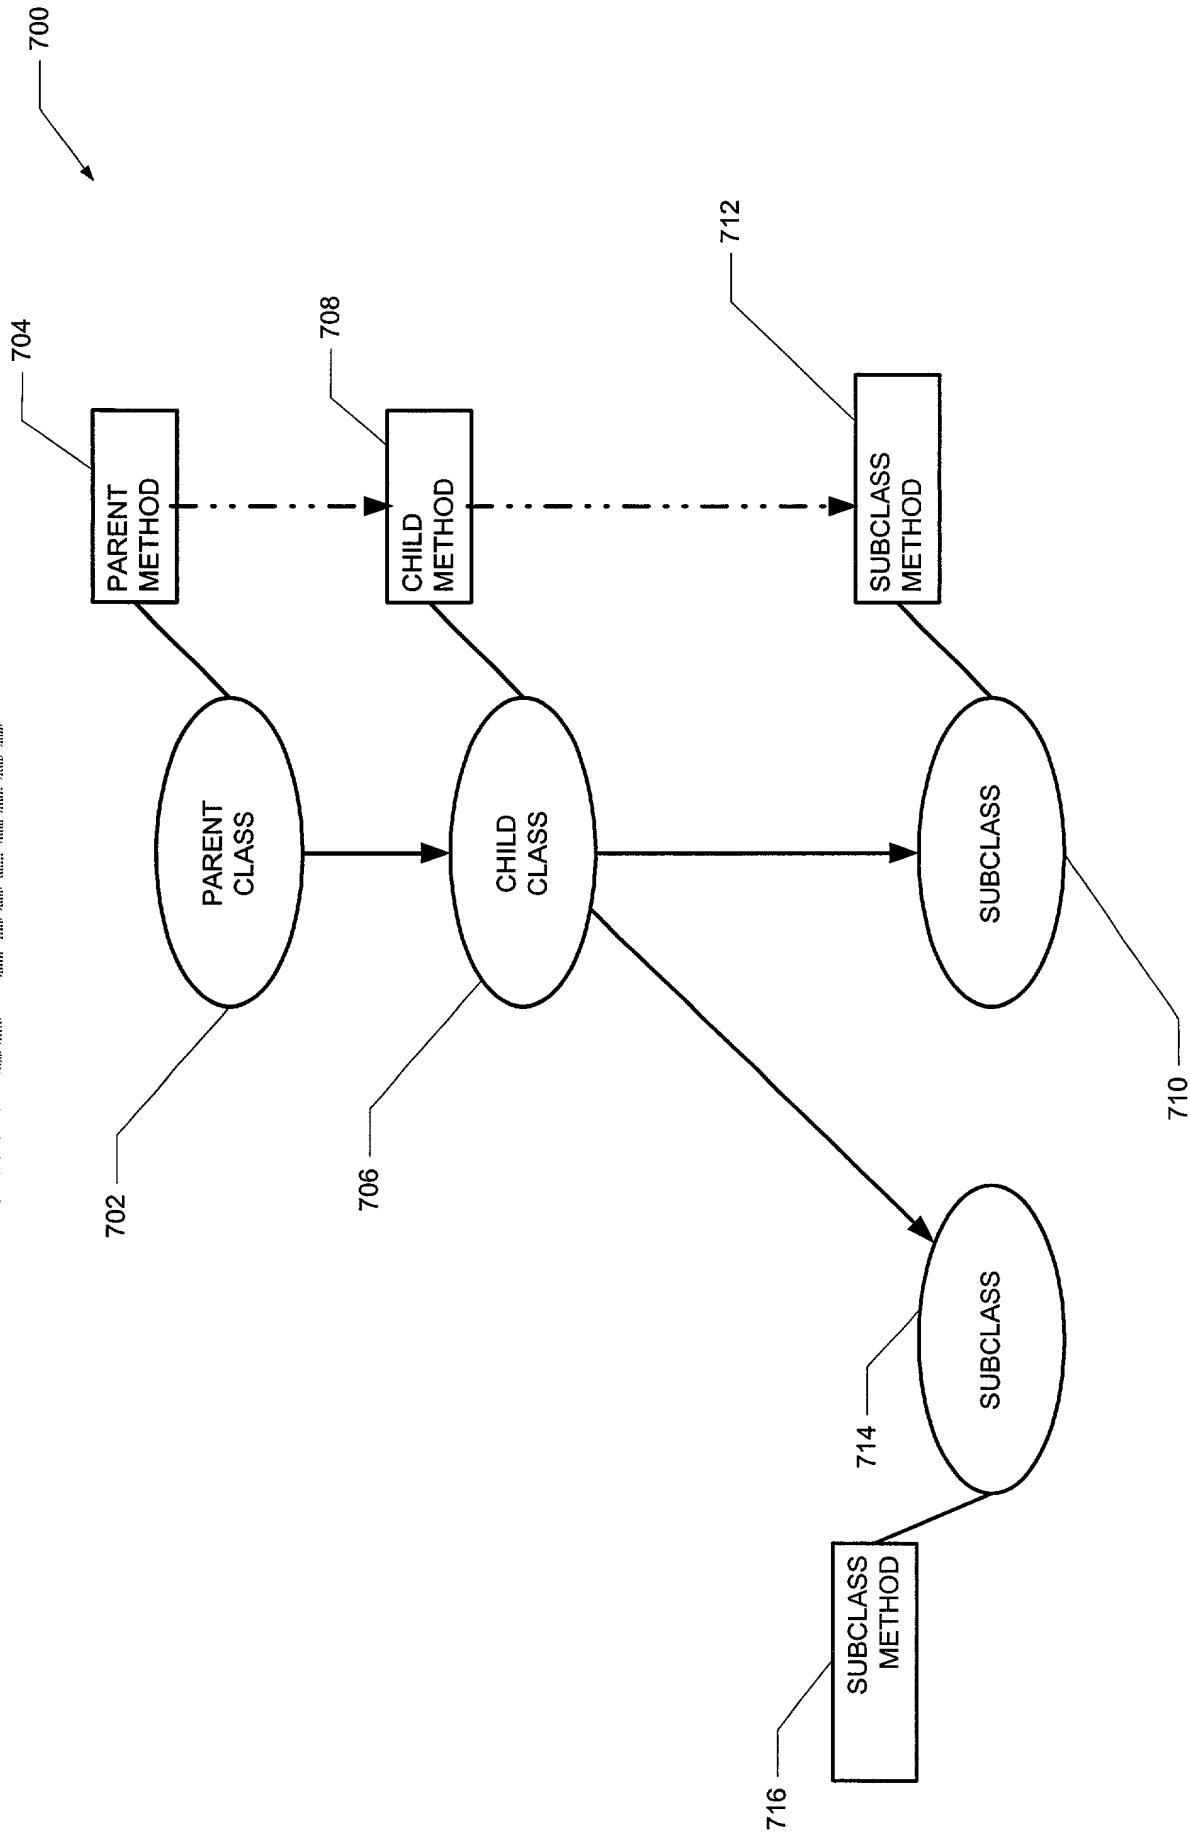 700
704
PARENT
METHOD
708
CHILD
METHOD
712
SUBCLASS
METHOD
PARENT
CLASS
702
CHILD
CLASS
706
SUBCLASS
710
SUBCLASS
714
SUBCLASS
METHOD
716